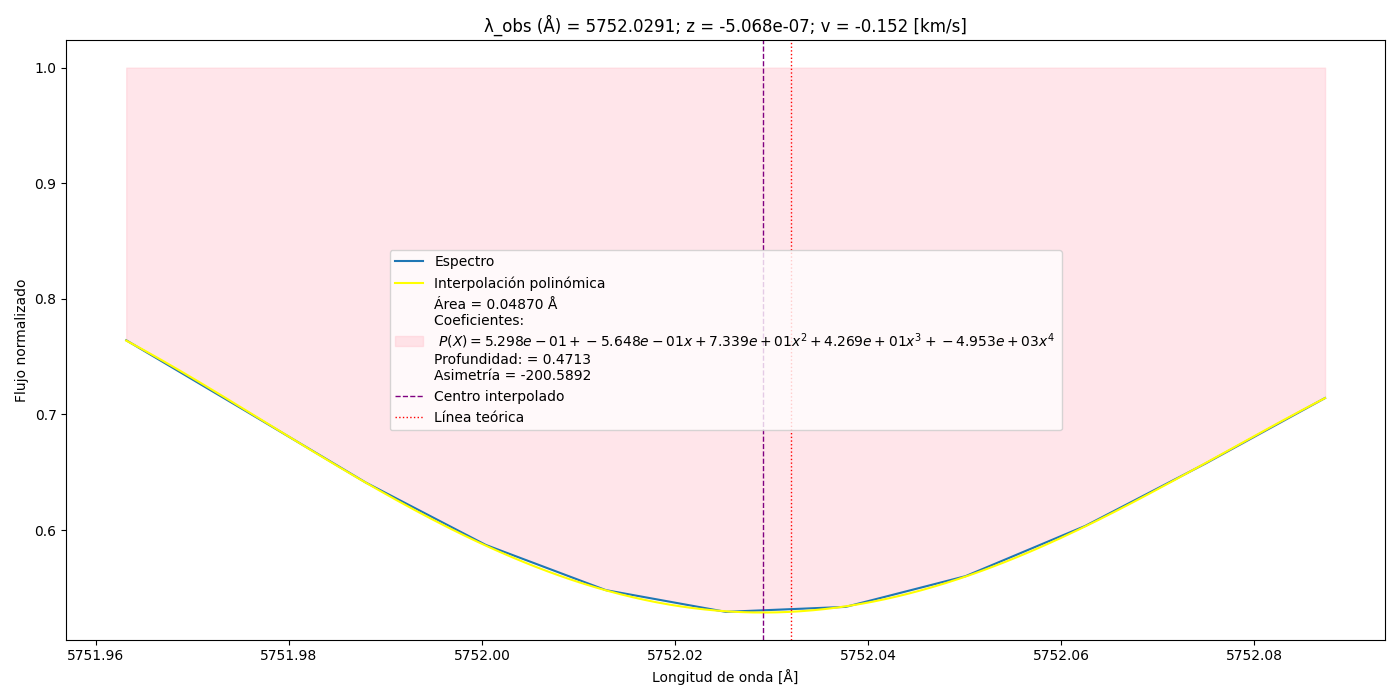 λ_obs (Å) = 5752.0291; z = -5.068e-07; v = -0.152 [km/s]
1.0
0.9
0.8
0.7
0.6
Flujo normalizado
Espectro
Interpolación polinómica
Área = 0.04870 Å
Coeficientes:
P(X) = 5.298e − 01 + − 5.648e − 01x + 7.339e + 01x² + 4.269e + 01x³ + − 4.953e + 03x⁴
Profundidad: = 0.4713
Asimetría = -200.5892
Centro interpolado
Línea teórica
5751.96 5751.98 5752.00 5752.02 5752.04 5752.06 5752.08
Longitud de onda [Å]